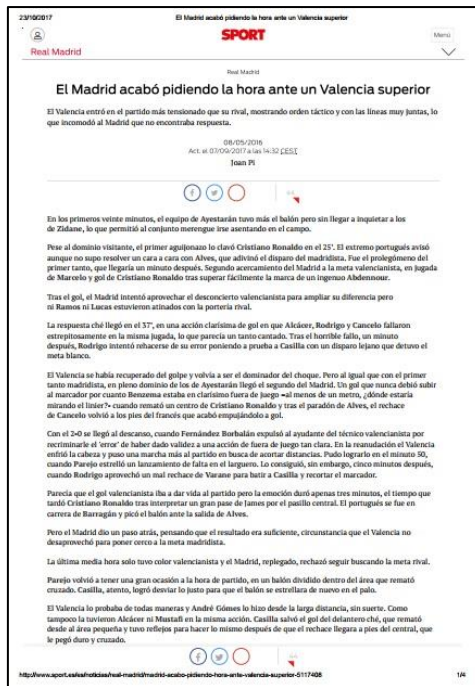 23/10/2017 El Madrid acabó pidiendo la hora ante un Valencia superior
SPORT
Menú
Real Madrid
Real Madrid
El Madrid acabó pidiendo la hora ante un Valencia superior
El Valencia entró en el partido más tensionado que su rival, mostrando orden táctico y con las líneas muy juntas, lo
que incomodó al Madrid que no encontraba respuesta.
08/05/2016
Act. el 07/09/2017 a las 14:32 CEST
Joan Pi
En los primeros veinte minutos, el equipo de Ayestarán tuvo más el balón pero sin llegar a inquietar a los
de Zidane, lo que permitió al conjunto merengue irse asentando en el campo.
Pese al dominio visitante, el primer aguijonazo lo clavó Cristiano Ronaldo en el 25'. El extremo portugués avisó
aunque no supo resolver un cara a cara con Alves, que adivinó el disparo del madridista. Fue el prolegómeno del
primer tanto, que llegaría un minuto después. Segundo acercamiento del Madrid a la meta valencianista, en jugada
de Marcelo y gol de Cristiano Ronaldo tras superar fácilmente la marca de un ingenuo Abdennour.
Tras el gol, el Madrid intentó aprovechar el desconcierto valencianista para ampliar su diferencia pero
ni Ramos ni Lucas estuvieron atinados con la portería rival.
La respuesta ché llegó en el 37', en una acción clarísima de gol en que Alcácer, Rodrigo y Cancelo fallaron
estrepitosamente en la misma jugada, lo que parecía un tanto cantado. Tras el horrible fallo, un minuto
después, Rodrigo intentó rehacerse de su error poniendo a prueba a Casilla con un disparo lejano que detuvo el
meta blanco.
El Valencia se había recuperado del golpe y volvía a ser el dominador del choque. Pero al igual que con el primer
tanto madridista, en pleno dominio de los de Ayestarán llegó el segundo del Madrid. Un gol que nunca debió subir
al marcador por cuanto Benzema estaba en clarísimo fuera de juego -al menos de un metro, ¿dónde estaría
mirando el linier?- cuando remató un centro de Cristiano Ronaldo y tras el paradón de Alves, el rechace
de Cancelo volvió a los pies del francés que acabó empujándolo a gol.
Con el 2-0 se llegó al descanso, cuando Fernández Borbalán expulsó al ayudante del técnico valencianista por
recriminarle el 'error' de haber dado validez a una acción de fuera de juego tan clara. En la reanudación el Valencia
enfrió la cabeza y puso una marcha más al partido en busca de acortar distancias. Pudo lograrlo en el minuto 50,
cuando Parejo estrelló un lanzamiento de falta en el larguero. Lo consiguió, sin embargo, cinco minutos después,
cuando Rodrigo aprovechó un mal rechace de Varane para batir a Casilla y recortar el marcador.
Parecía que el gol valencianista iba a dar vidal al partido pero la emoción duró apenas tres minutos, el tiempo que
tardó Cristiano Ronaldo tras interpretar un gran pase de James por el pasillo central. El portugués se fue en
carrera de Barragán y picó el balón ante la salida de Alves.
Pero el Madrid dio un paso atrás, pensando que el resultado era suficiente, circunstancia que el Valencia no
desaprovechó para poner cerco a la meta madridista.
La última media hora solo tuvo color valencianista y el Madrid, replegado, rechazó seguir buscando la meta rival.
Parejo volvió a tener una gran ocasión a la hora de partido, en un balón dividido dentro del área que remató
cruzado. Casilla, atento, logró desviar lo justo para que el balón se estrellara de nuevo en el palo.
El Valencia lo probaba de todas maneras y André Gómes lo hizo desde la larga distancia, sin suerte. Como
tampoco la tuvieron Alcácer ni Mustafi en la misma acción. Casilla salvó el gol del delantero ché, que remató
desde al área pequeña y tuvo reflejos para hacer lo mismo después de que el rechace llegara a pies del central, que
le pegó duro y cruzado.
http://www.sport.es/es/noticias/real-madrid/madrid-acabo-pidiendo-hora-ante-valencia-superior-5117408 1/4